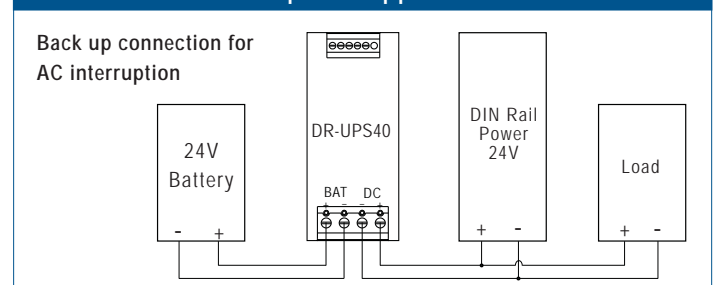 Back up connection for
AC interruption
DR-UPS40
DIN Rail
Power
24V
24V
Battery
Load
BAT DC
+ - - +
- +
+ -
+ -